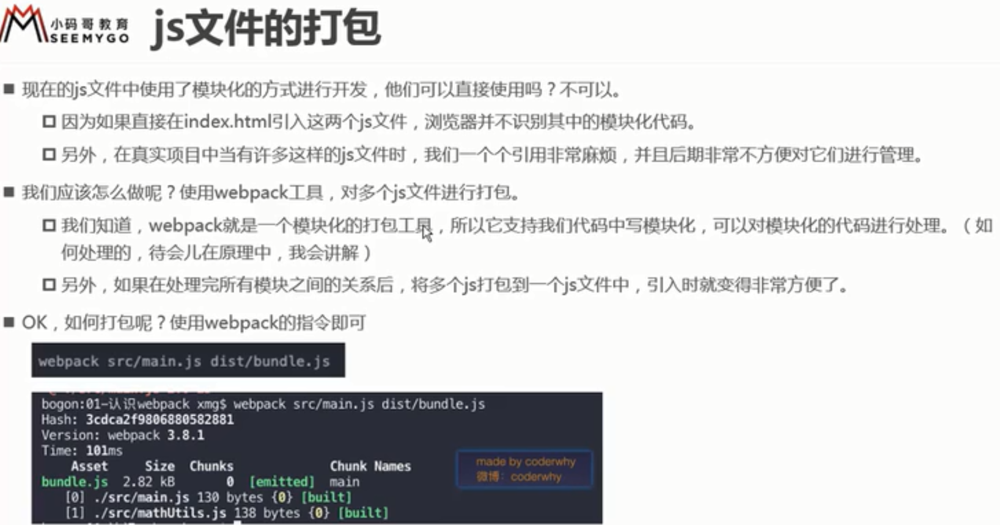 小码哥教育
SEEMYGO
js文件的打包
■ 现在的js文件中使用了模块化的方式进行开发，他们可以直接使用吗？不可以。
因为如果直接在index.html引入这两个js文件，浏览器并不识别其中的模块化代码。
另外，在真实项目中当有许多这样的js文件时，我们一个个引用非常麻烦，并且后期非常不方便对它们进行管理。
■ 我们应该怎么做呢？使用webpack工具，对多个js文件进行打包。
我们知道，webpack就是一个模块化的打包工具，所以它支持我们代码中写模块化，可以对模块化的代码进行处理。（如
何处理的，待会儿在原理中，我会讲解）
另外，如果在处理完所有模块之间的关系后，将多个js打包到一个js文件中，引入时就变得非常方便了。
■ OK，如何打包呢？使用webpack的指令即可
webpack src/main.js dist/bundle.js
bogon:01-认识webpack xmg$ webpack src/main.js dist/bundle.js
Hash: 3cdca2f9806880582881
Version: webpack 3.8.1
Time: 101ms
Asset Size Chunks Chunk Names
bundle.js 2.82 kB 0 [emitted] main
[0] ./src/main.js 130 bytes {0} [built]
[1] ./src/mathUtils.js 138 bytes {0} [built]
made by coderwhy
微博：coderwhy